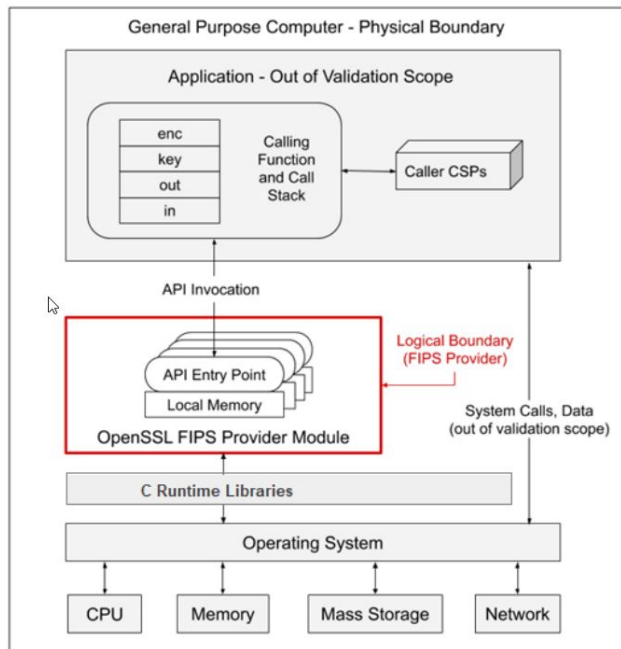 General Purpose Computer - Physical Boundary
Application - Out of Validation Scope
enc
key
out
in
Calling
Function
and Call
Stack
Caller CSPs
API Invocation
Logical Boundary
(FIPS Provider)
API Entry Point
Local Memory
OpenSSL FIPS Provider Module
System Calls, Data
(out of validation scope)
C Runtime Libraries
Operating System
CPU
Memory
Mass Storage
Network